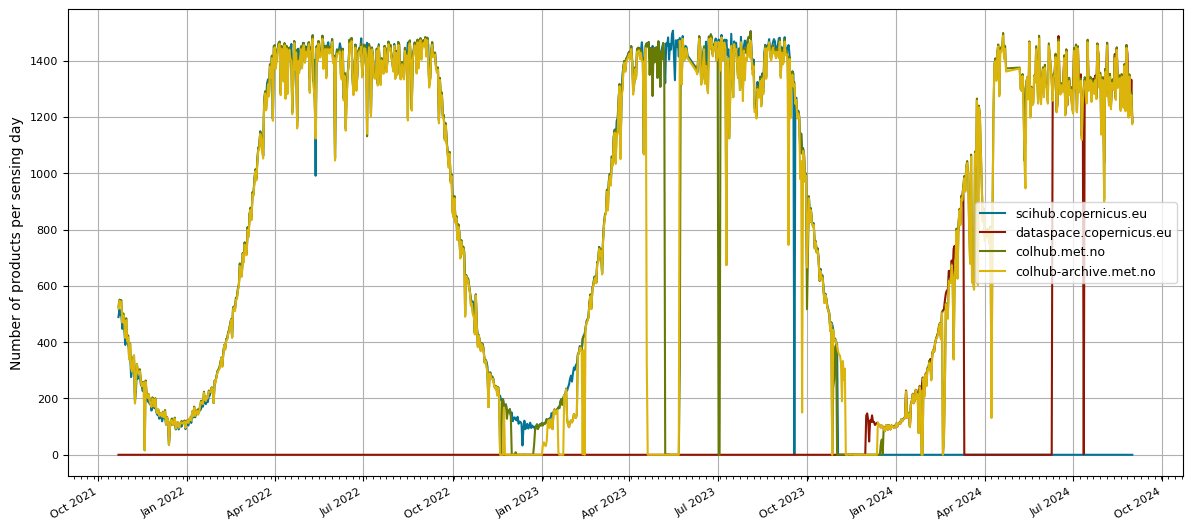 Number of products per sensing day
1400
1200
1000
800
600
400
200
0
scihub.copernicus.eu
dataspace.copernicus.eu
colhub.met.no
colhub-archive.met.no
Oct 2021
Jan 2022
Apr 2022
Jul 2022
Oct 2022
Jan 2023
Apr 2023
Jul 2023
Oct 2023
Jan 2024
Apr 2024
Jul 2024
Oct 2024